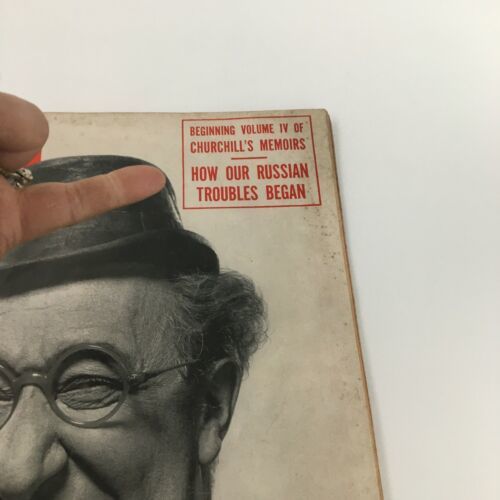 BEGINNING VOLUME IV OF
CHURCHILL'S MEMOIRS
HOW OUR RUSSIAN
TROUBLES BEGAN